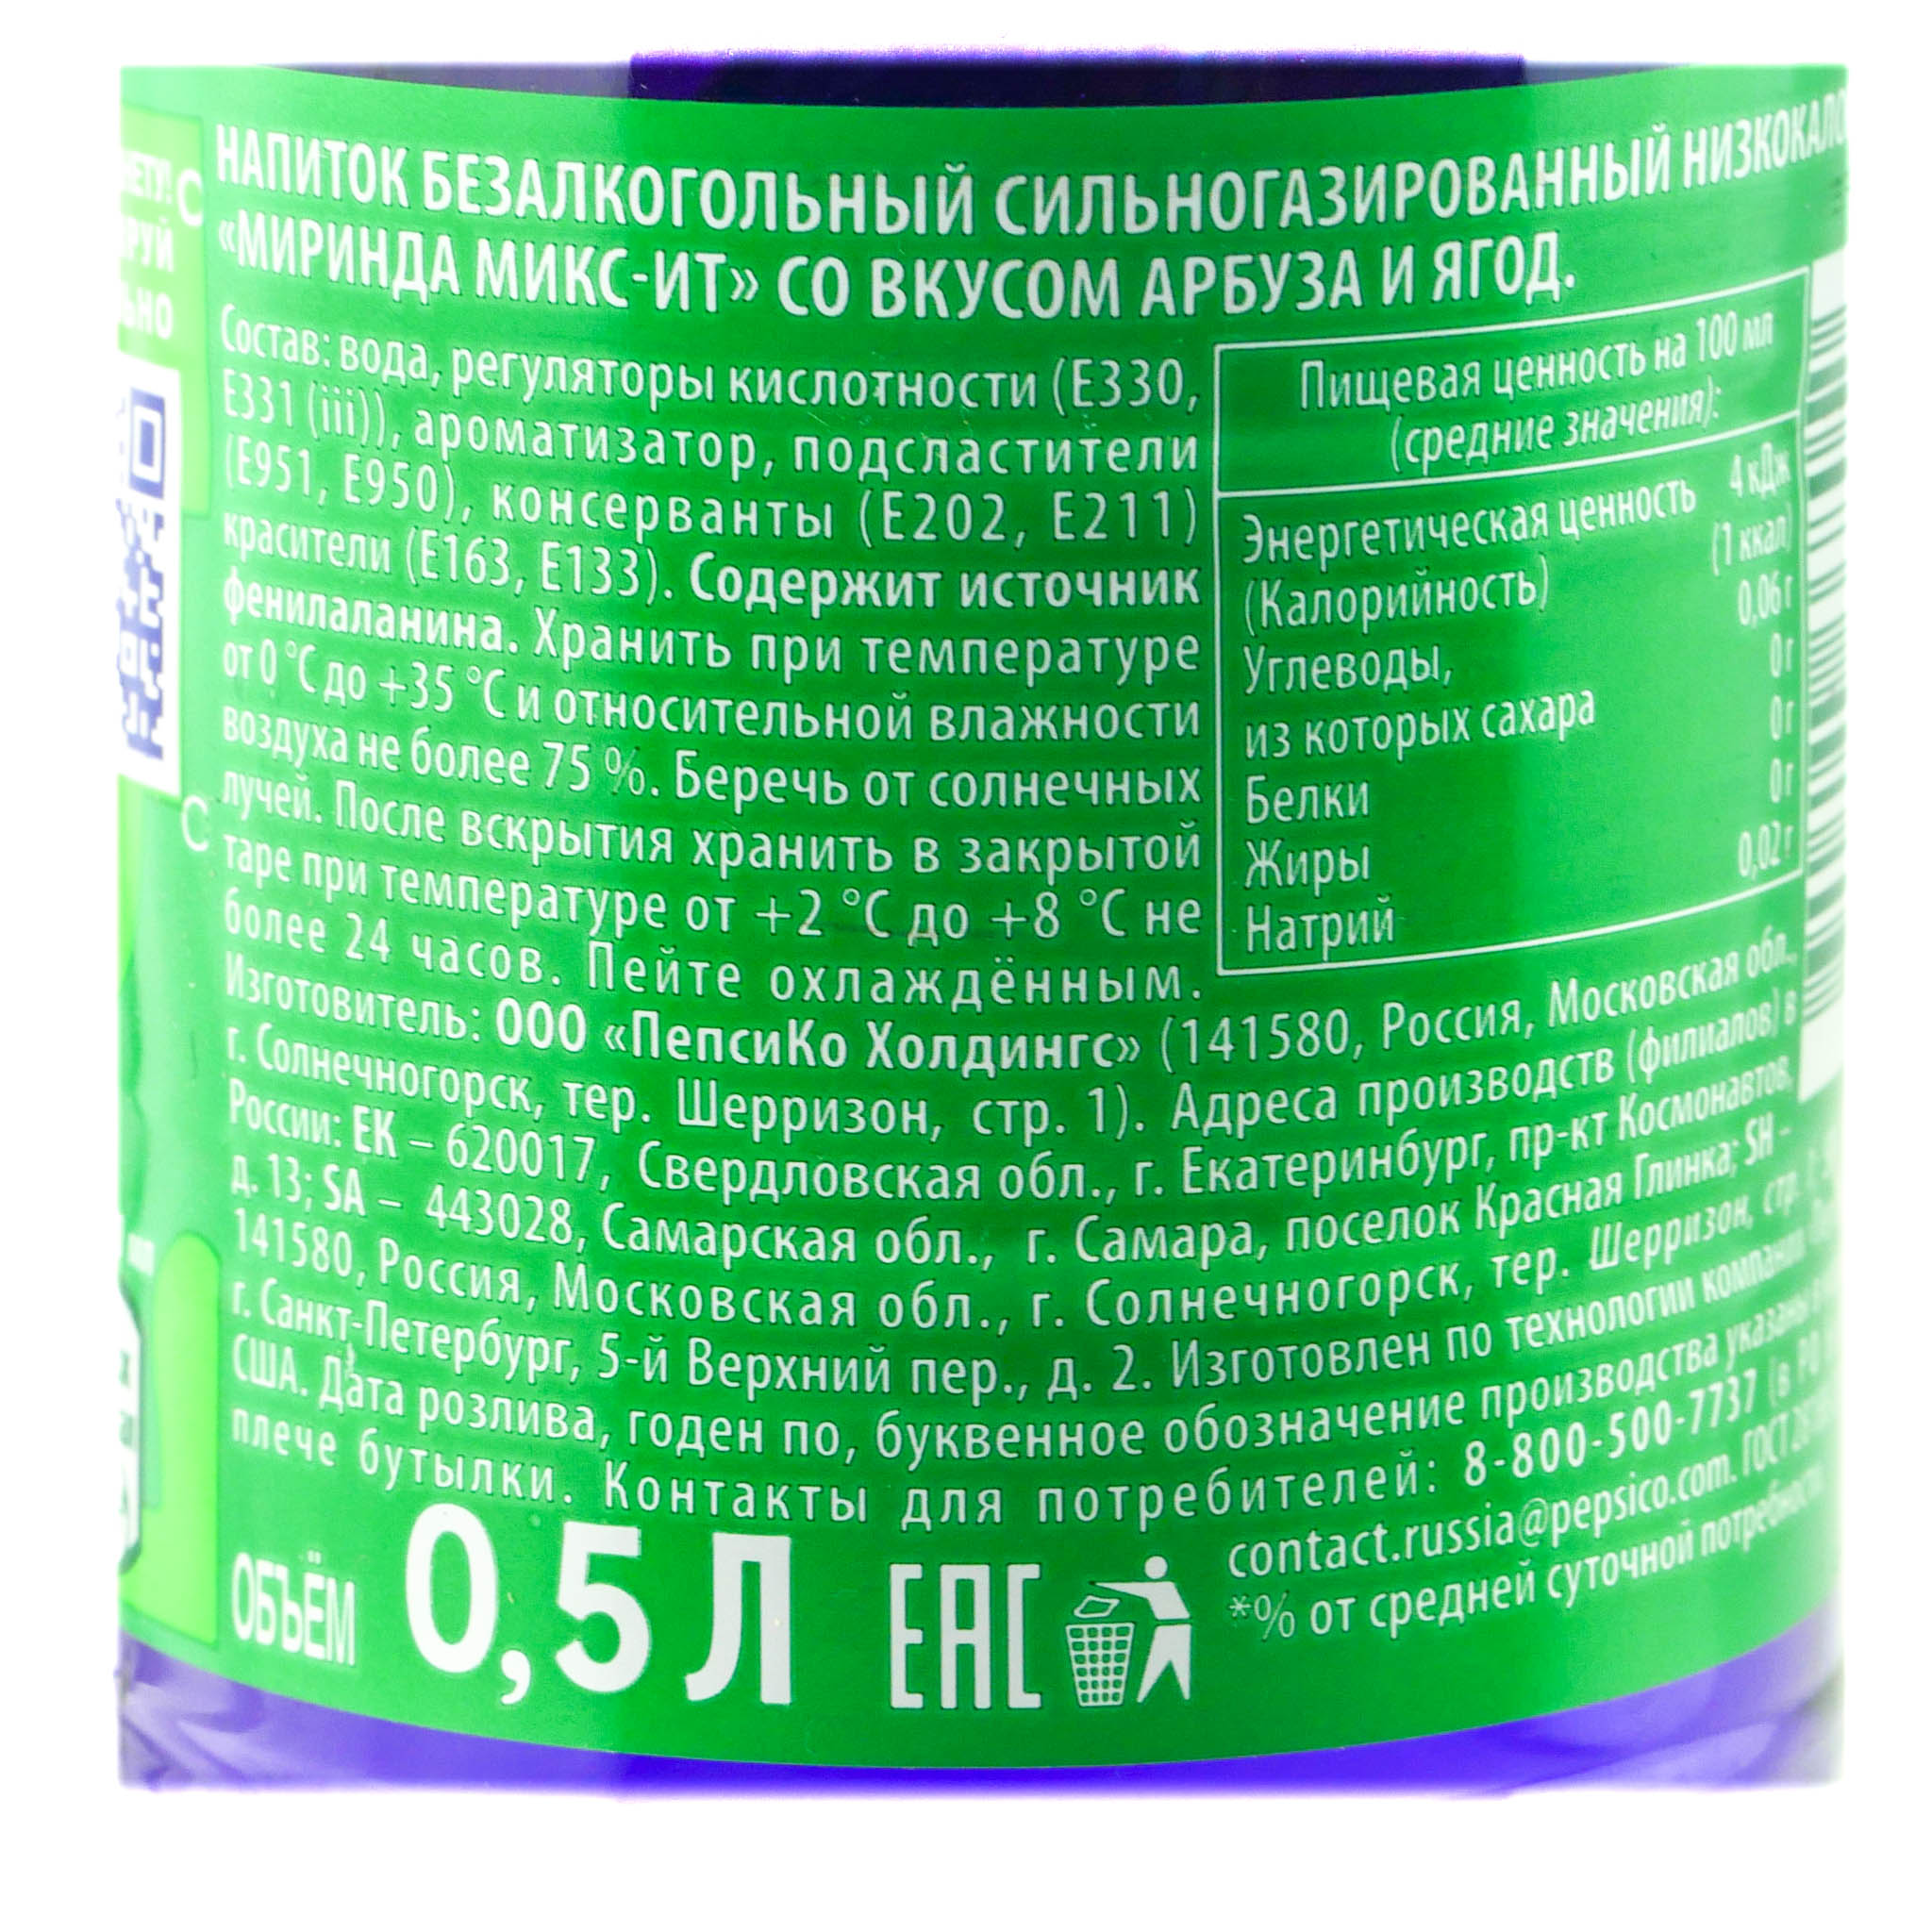 НАПИТОК БЕЗАЛКОГОЛЬНЫЙ СИЛЬНОГАЗИРОВАННЫЙ
«МИРИНДА МИКС-ИТ» СО ВКУСОМ АРБУЗА И ЯГОД.
Состав: вода, регуляторы кислотности (Е330,
Е331 (iii)), ароматизатор, подсластители
(Е951, Е950), консерванты (Е202, Е211)
красители (Е163, Е133). Содержит источник
фенилаланина. Хранить при температуре
от 0 °С до +35 °С и относительной влажности
воздуха не более 75 %. Беречь от солнечных
лучей. После вскрытия хранить в закрытой
таре при температуре от +2 °С до +8 °С не
более 24 часов. Пейте охлаждённым.
Пищевая ценность на 100 мл
(средние значения):
Энергетическая ценность 4 кДж
(Калорийность) (1 ккал)
Углеводы, 0,06 г
из которых сахара 0 г
Белки 0 г
Жиры 0 г
Натрий 0,02 г
Изготовитель: ООО «ПепсиКо Холдингс» (141580, Россия, Московская обл.,
г. Солнечногорск, тер. Шерризон, стр. 1). Адреса производств (филиалов) в
России: EK – 620017, Свердловская обл., г. Екатеринбург, пр-кт Космонавтов,
д. 13; SA – 443028, Самарская обл., г. Самара, поселок Красная Глинка; SH –
141580, Россия, Московская обл., г. Солнечногорск, тер. Шерризон, стр.
г. Санкт-Петербург, 5-й Верхний пер., д. 2. Изготовлен по технологии компании
США. Дата розлива, годен по, буквенное обозначение производства указаны
плече бутылки. Контакты для потребителей: 8-800-500-7737 (в РФ
contact.russia@pepsico.com. ГОСТ
*% от средней суточной потребности
ОБЪЁМ 0,5 Л
ЕАС